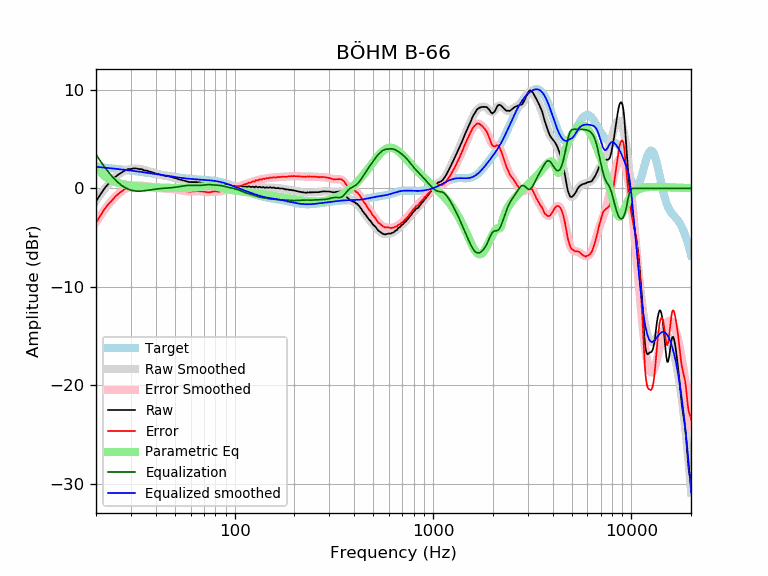 BÖHM B-66
10
0
−10
−20
−30
Amplitude (dBr)
Target
Raw Smoothed
Error Smoothed
Raw
Error
Parametric Eq
Equalization
Equalized smoothed
100
1000
10000
Frequency (Hz)